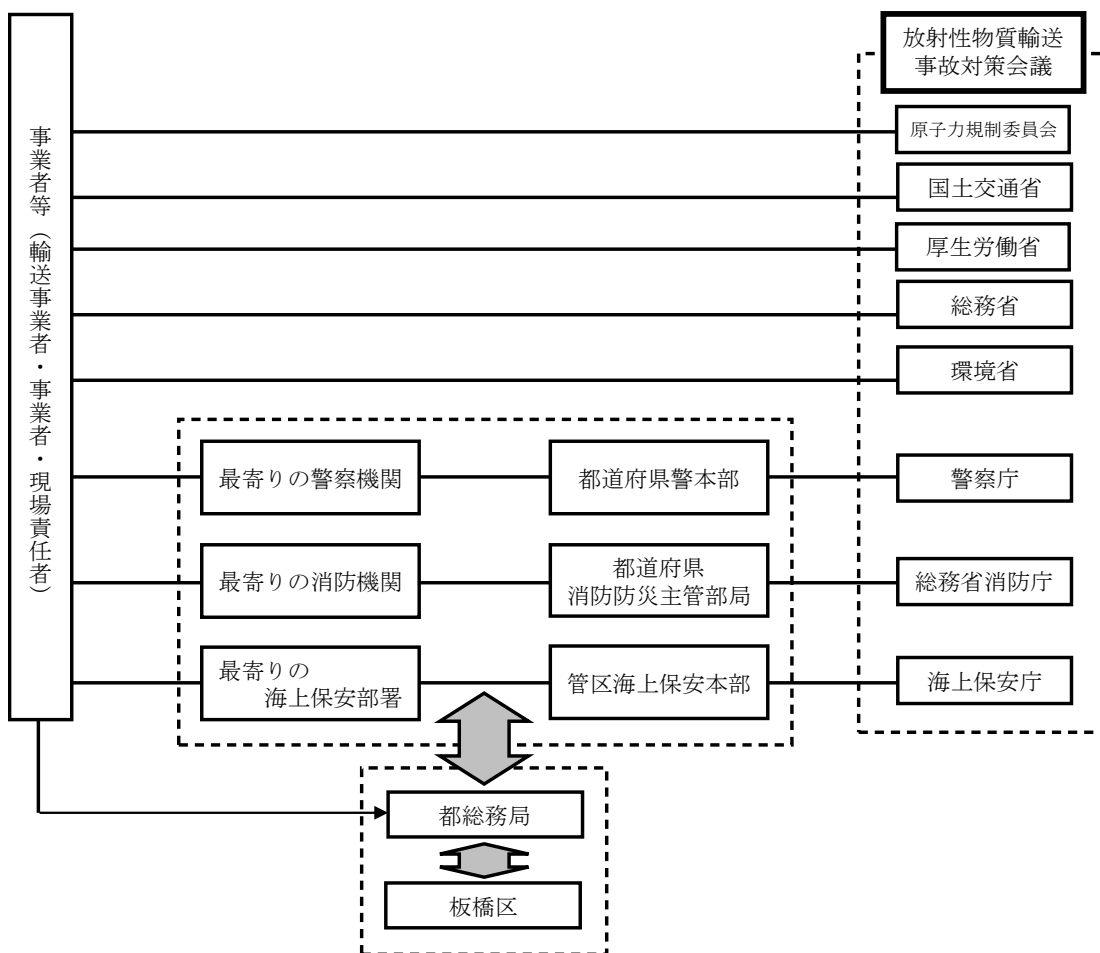 放射性物質輸送
事故対策会議
事業者等（輸送事業者・事業者・現場責任者）
原子力規制委員会
国土交通省
厚生労働省
総務省
環境省
最寄りの警察機関
都道府県警本部
警察庁
最寄りの消防機関
都道府県
消防防災主管部局
総務省消防庁
最寄りの
海上保安部署
管区海上保安本部
海上保安庁
都総務局
板橋区